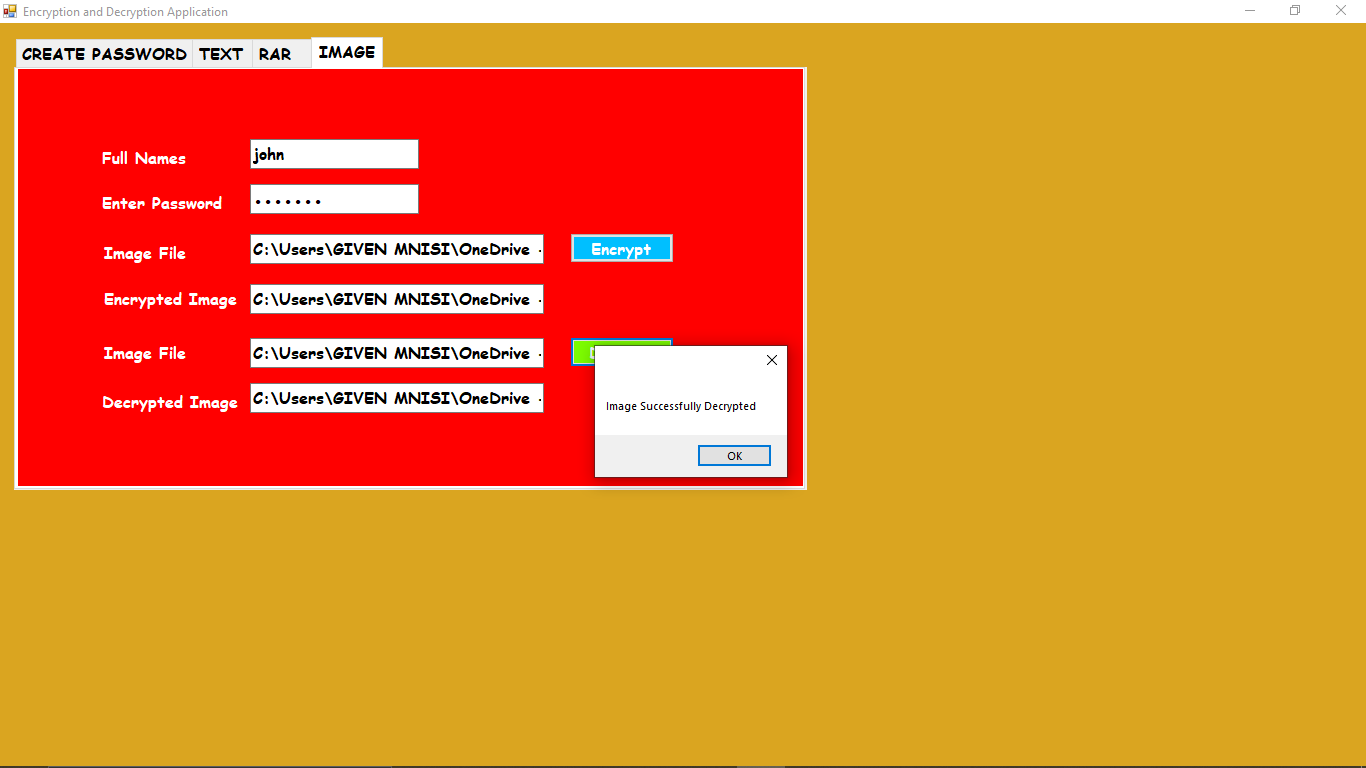 Encryption and Decryption Application
CREATE PASSWORD TEXT RAR IMAGE
Full Names john
Enter Password •••••••
Image File C:\Users\GIVEN MNISI\OneDrive - Encrypt
Encrypted Image C:\Users\GIVEN MNISI\OneDrive -
Image File C:\Users\GIVEN MNISI\OneDrive -
Decrypted Image C:\Users\GIVEN MNISI\OneDrive -
Image Successfully Decrypted
OK